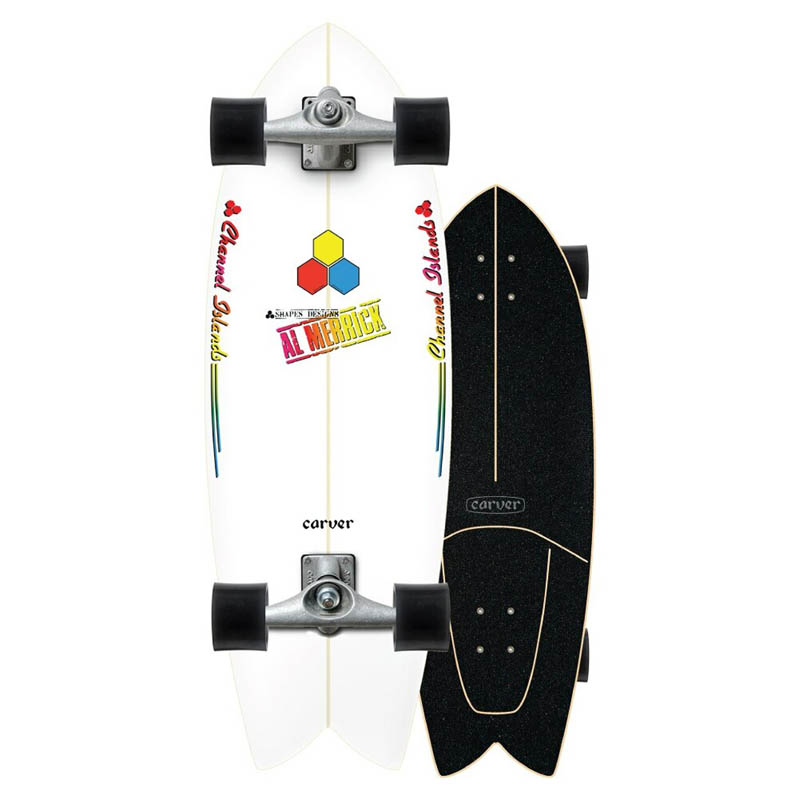 Channel Islands
Channel Islands
SHAPES DESIGNS
AL MERRICK
carver
carver